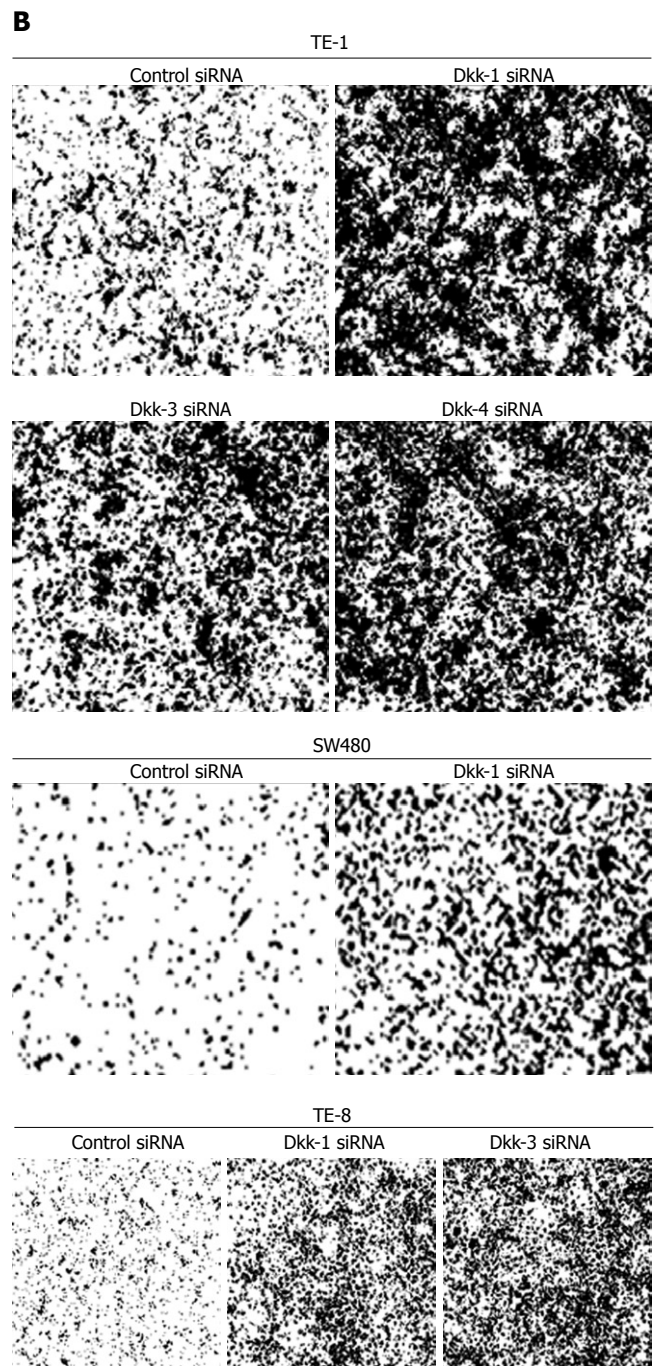 B
TE-1
Control siRNA Dkk-1 siRNA
Dkk-3 siRNA Dkk-4 siRNA
SW480
Control siRNA Dkk-1 siRNA
TE-8
Control siRNA Dkk-1 siRNA Dkk-3 siRNA